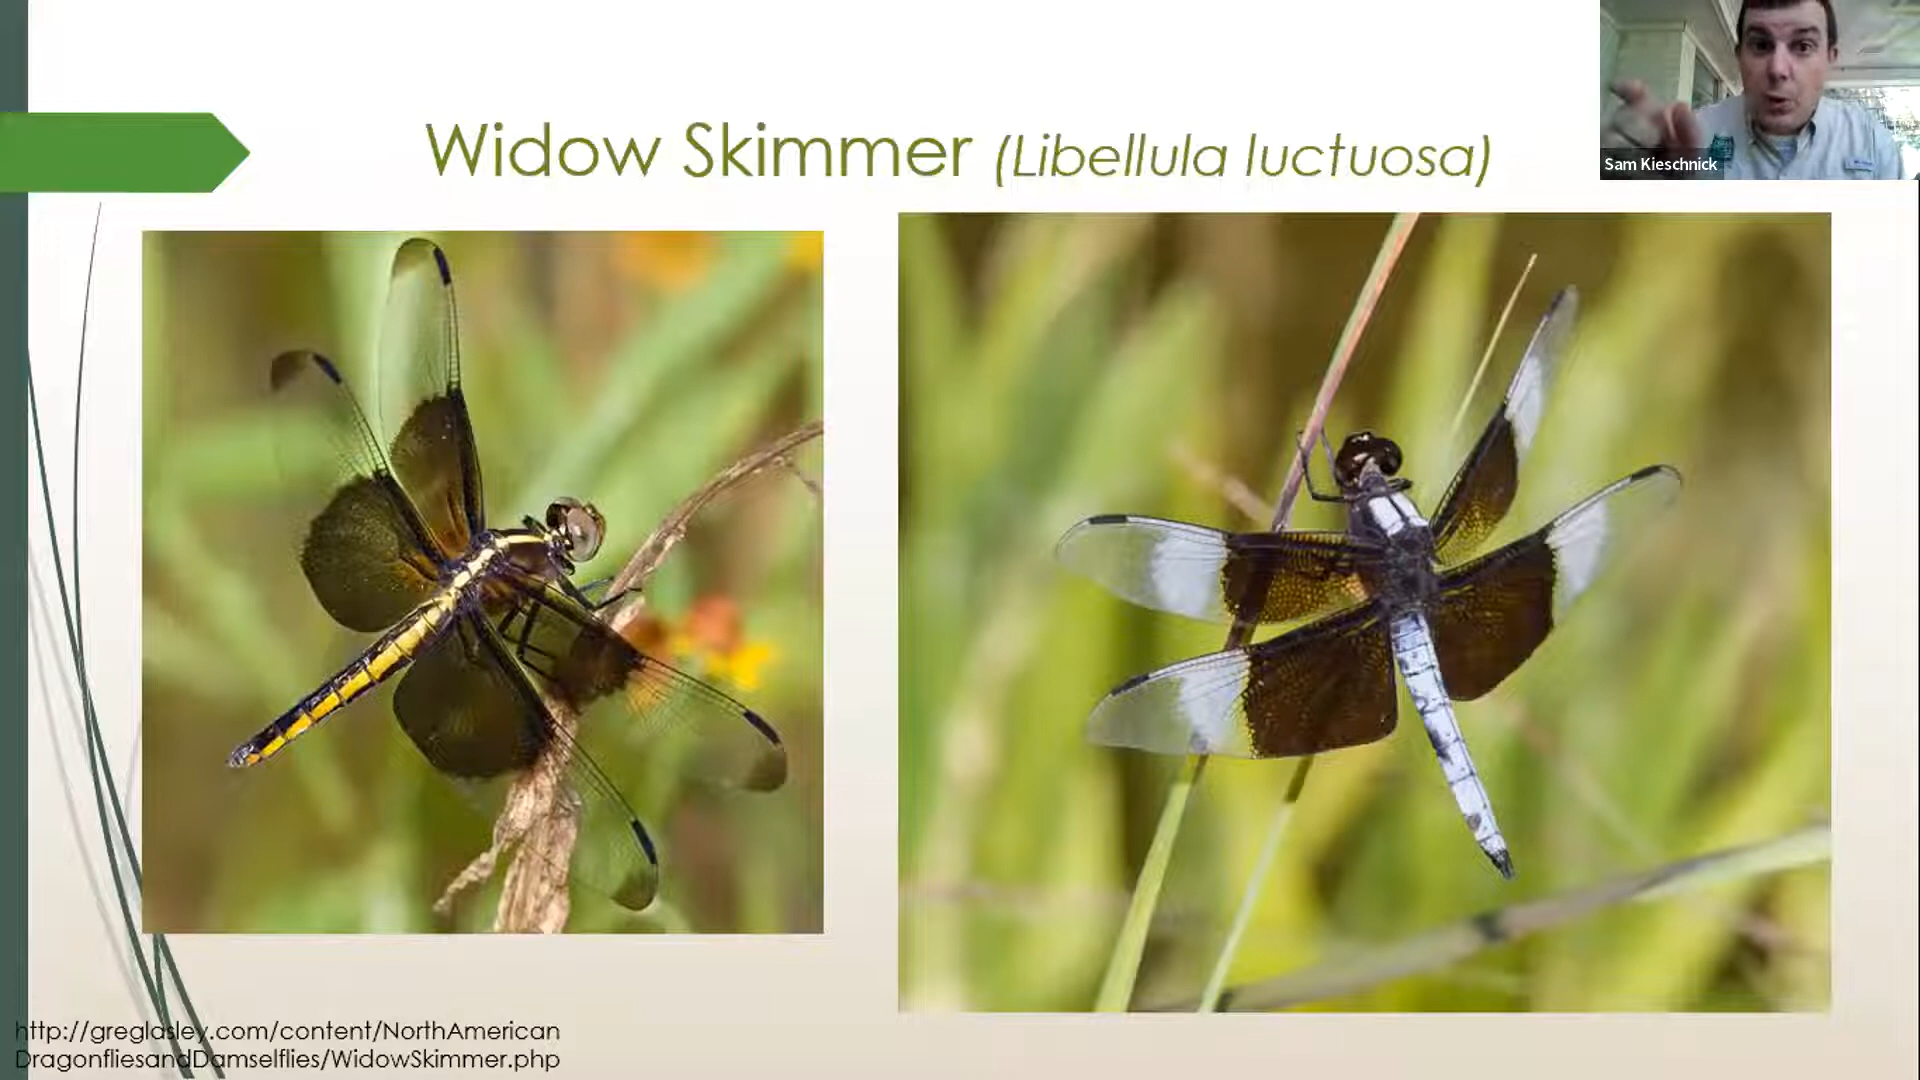 Widow Skimmer (Libellula luctuosa)
Sam Kieschnick
http://greglasley.com/content/NorthAmerican
DragonfliesandDamselflies/WidowSkimmer.php